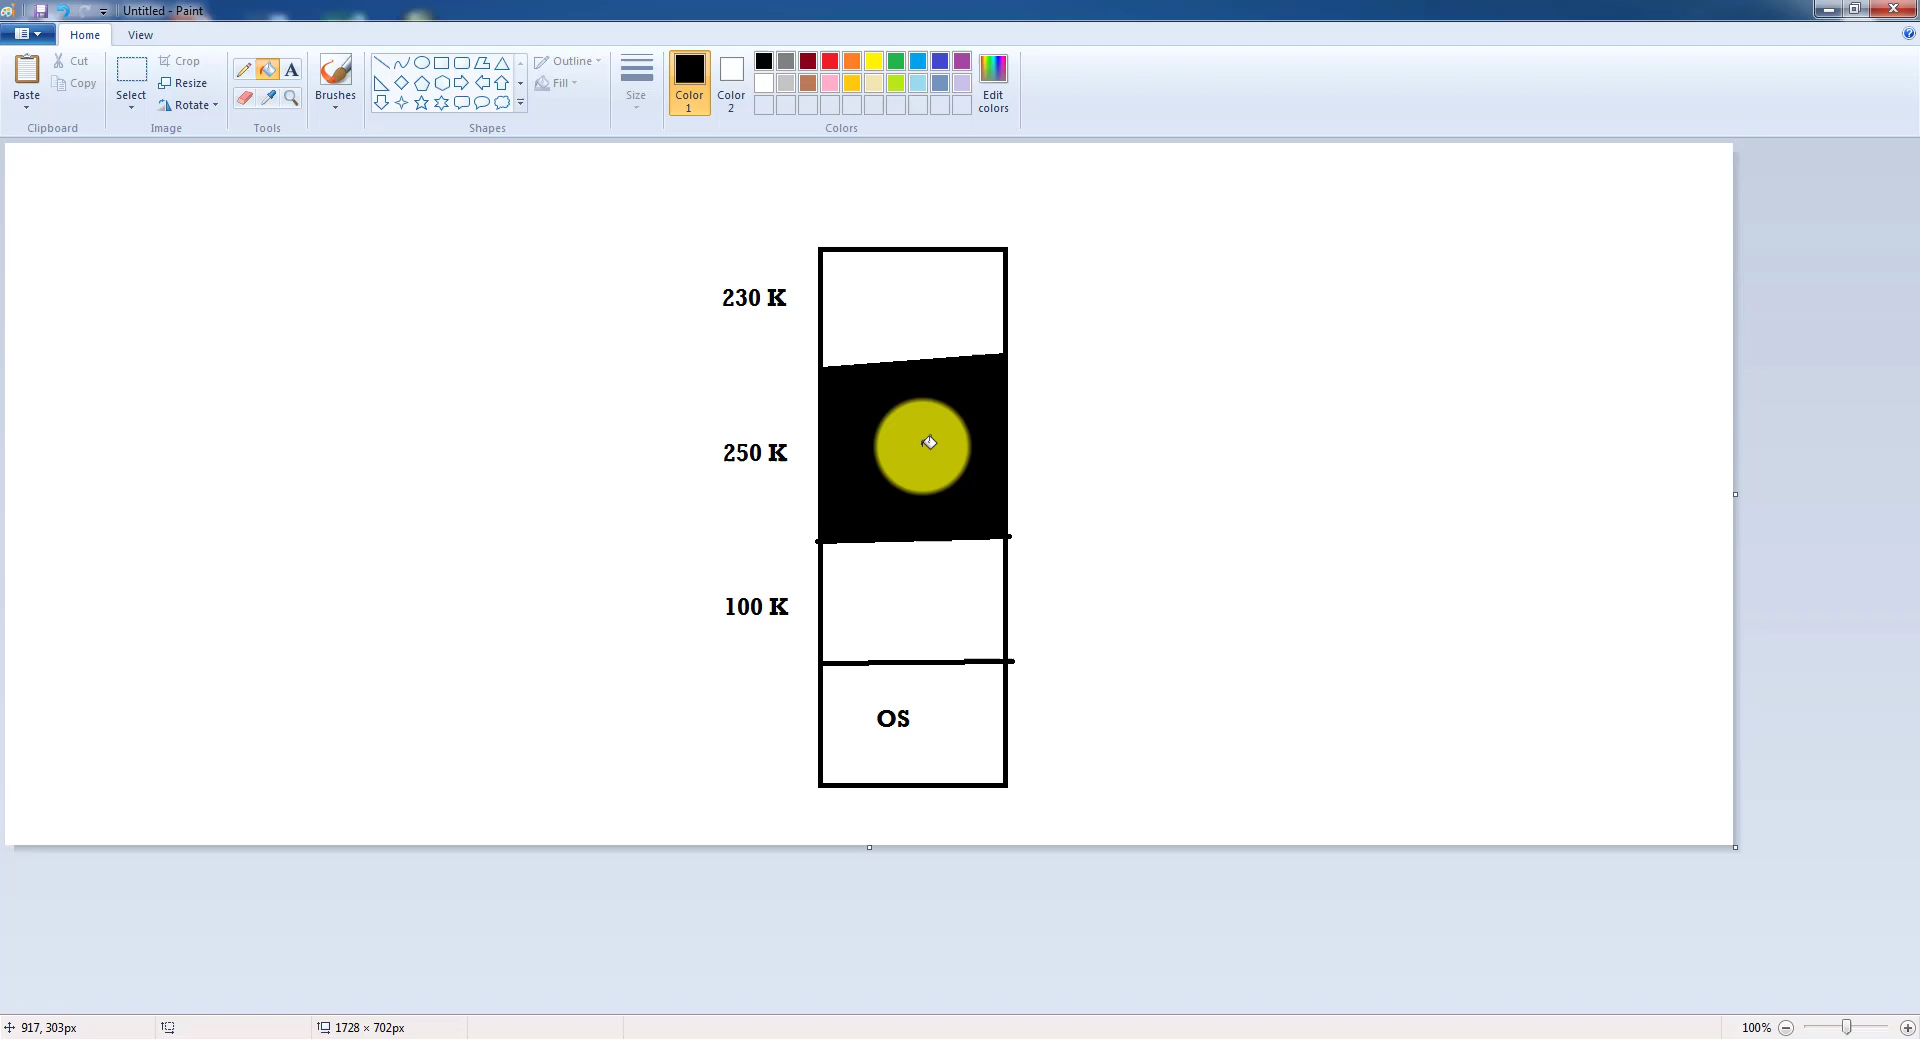 Untitled - Paint
Home View
Paste
Cut
Copy
Clipboard
Select
Crop
Resize
Rotate
Image
Tools
Brushes
Shapes
Outline
Fill
Size
Color 1
Color 2
Edit colors
Colors
230 K
250 K
100 K
OS
917, 303px
1728 × 702px
100%